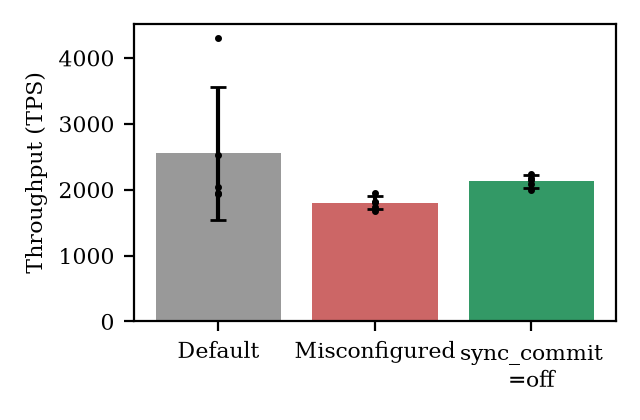 Throughput (TPS)
4000
3000
2000
1000
0
Default
Misconfigured
sync_commit
=off